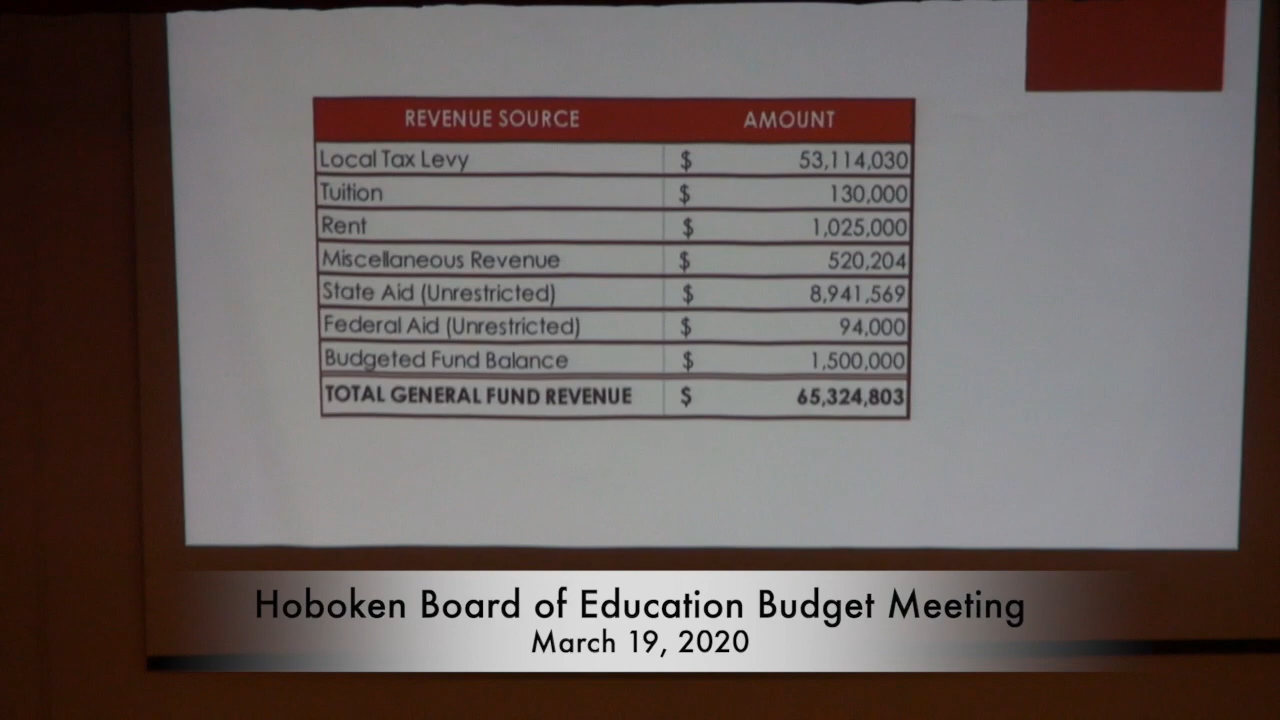 REVENUE SOURCE AMOUNT
Local Tax Levy $ 53,114,030
Tuition $ 130,000
Rent $ 1,025,000
Miscellaneous Revenue $ 520,204
State Aid (Unrestricted) $ 8,941,569
Federal Aid (Unrestricted) $ 94,000
Budgeted Fund Balance $ 1,500,000
TOTAL GENERAL FUND REVENUE $ 65,324,803
Hoboken Board of Education Budget Meeting
March 19, 2020